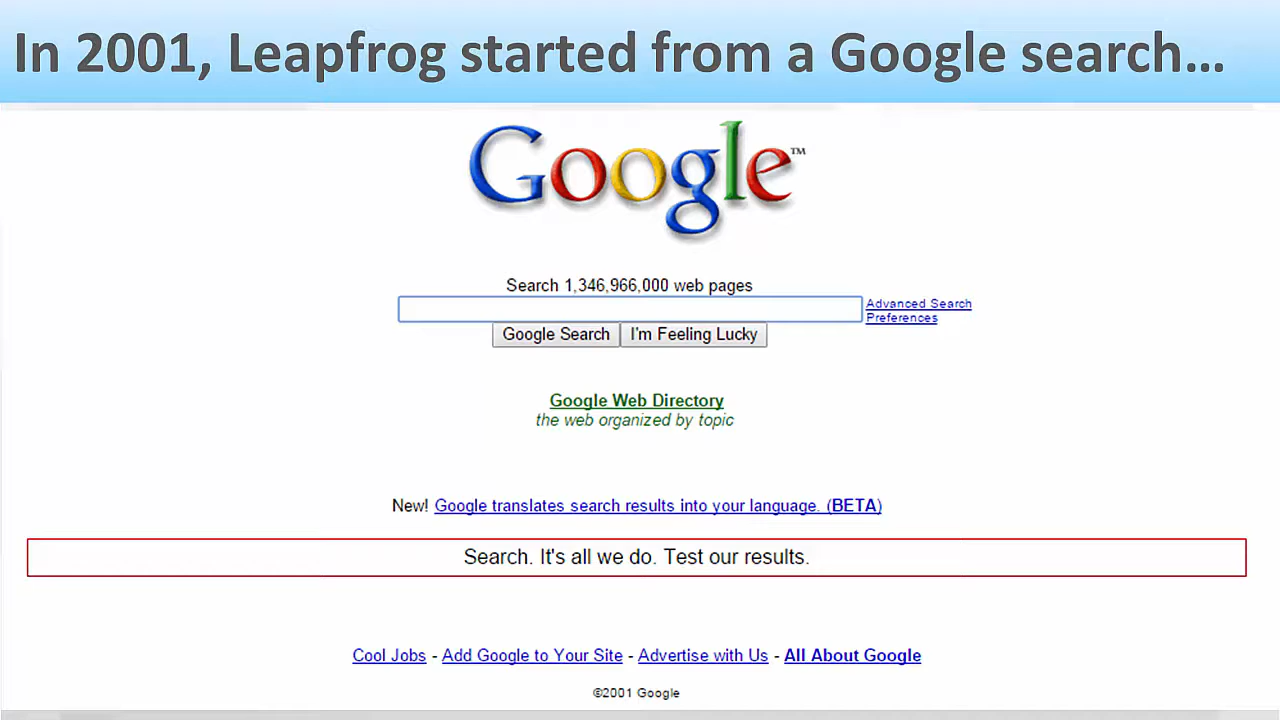 In 2001, Leapfrog started from a Google search...
Google™
Search 1,346,966,000 web pages
Advanced Search
Preferences
Google Search I'm Feeling Lucky
Google Web Directory
the web organized by topic
New! Google translates search results into your language. (BETA)
Search. It's all we do. Test our results.
Cool Jobs - Add Google to Your Site - Advertise with Us - All About Google
©2001 Google